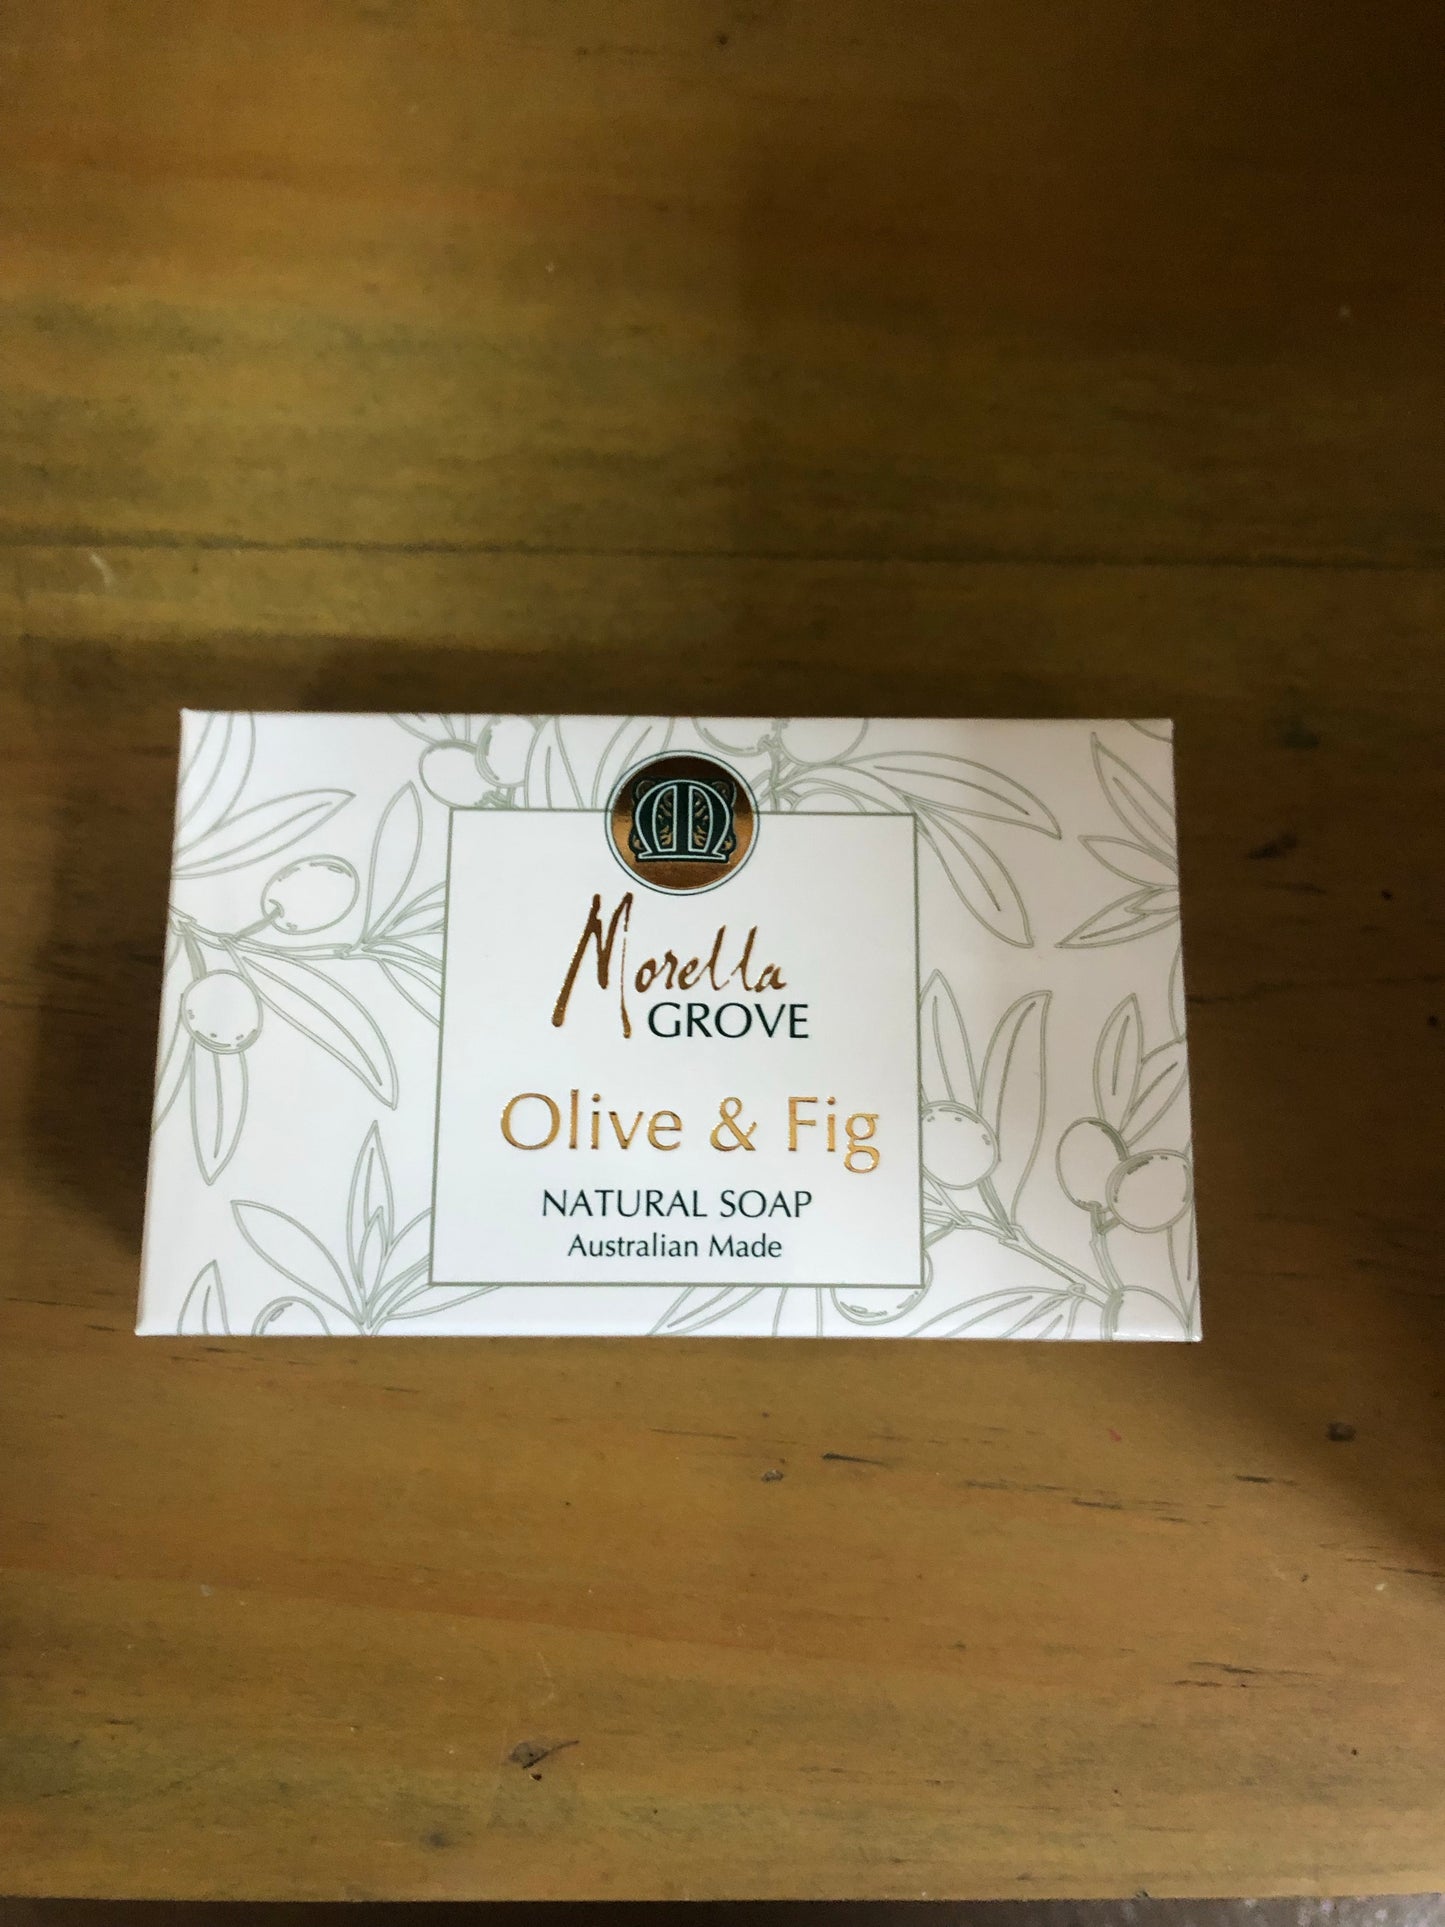 M
Morella
GROVE
Olive & Fig
NATURAL SOAP
Australian Made